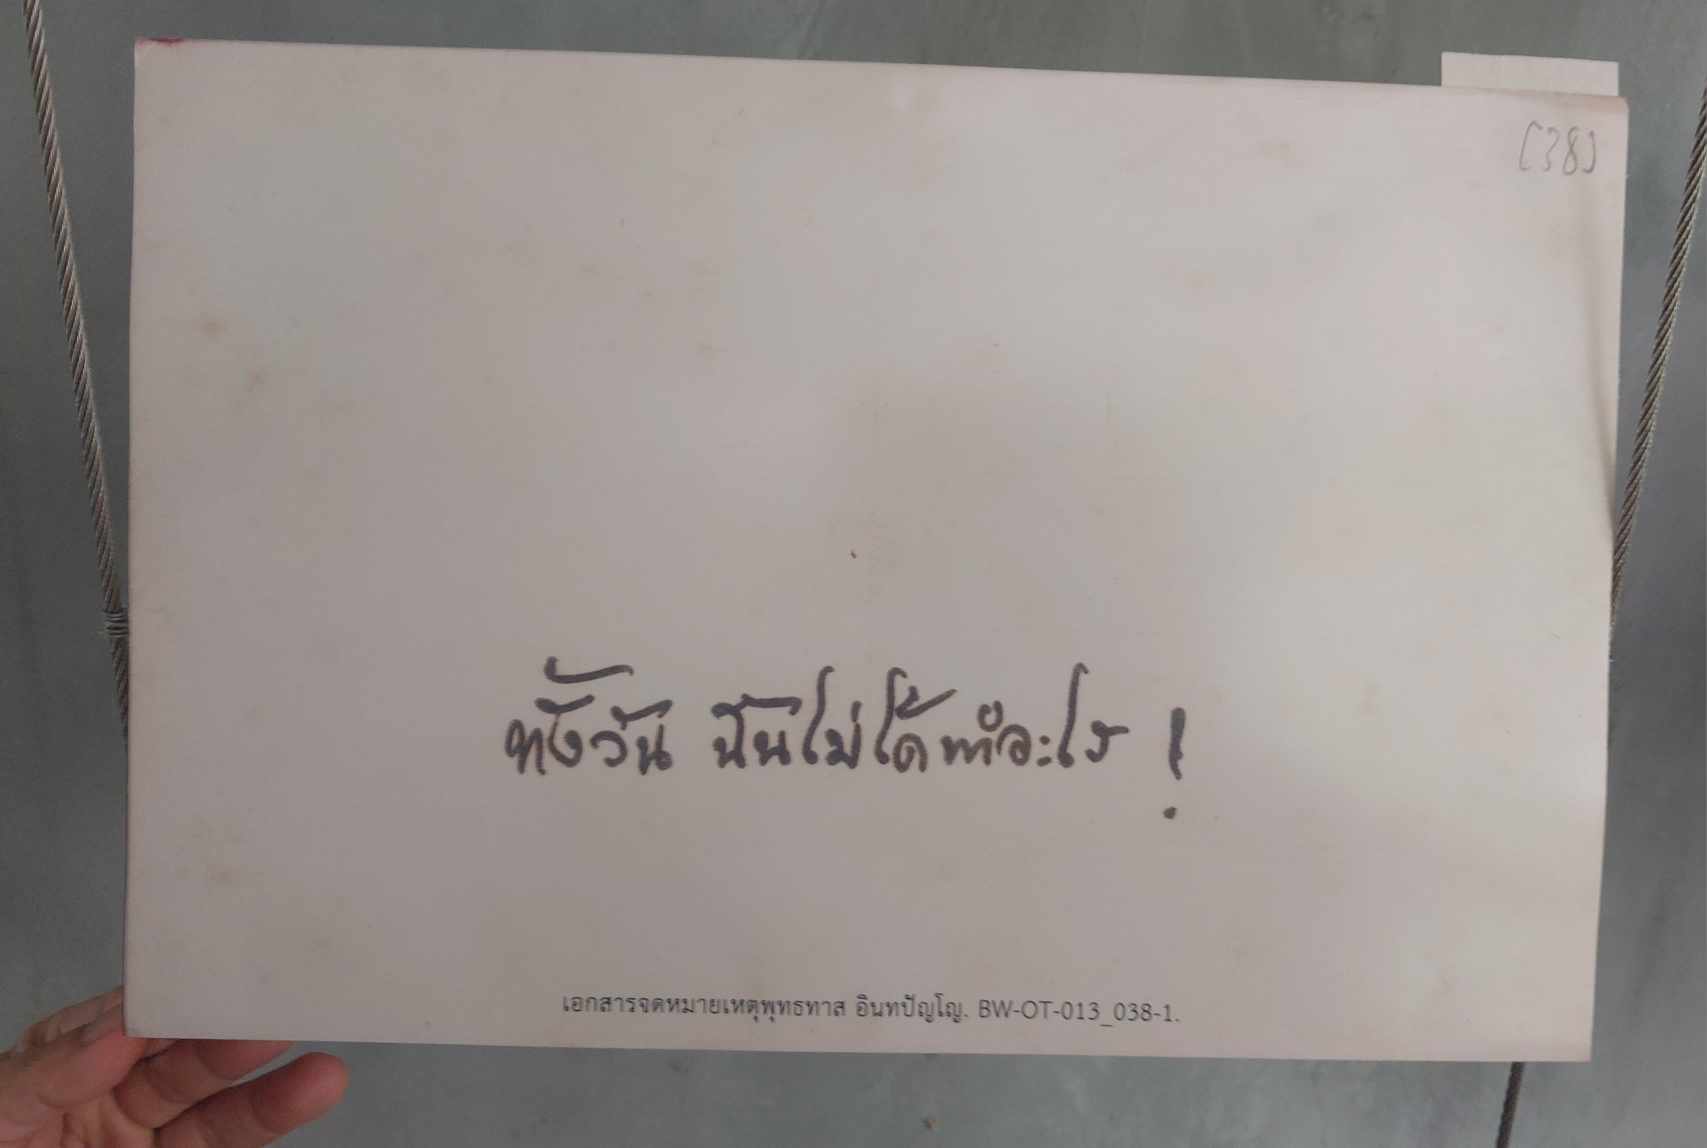 [38]
ทั้งวัน ฉันไม่ได้ทำอะไร !
เอกสารจดหมายเหตุพุทธทาส อินทปัญโญ. BW-OT-013_038-1.